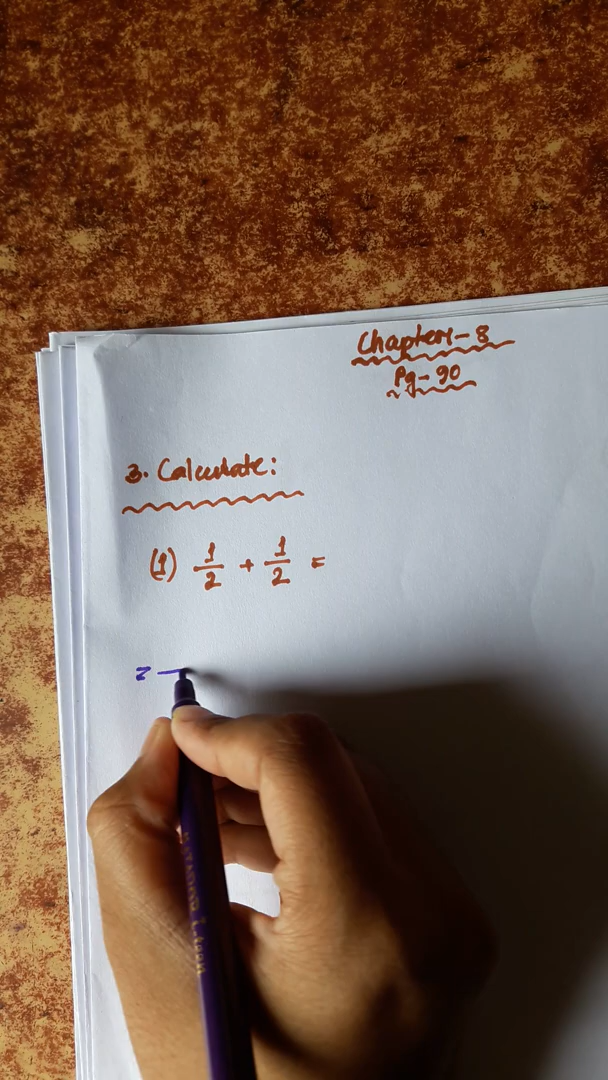 Chapter-8
Pg-90
3. Calculate:
(1) 1/2 + 1/2 =
=